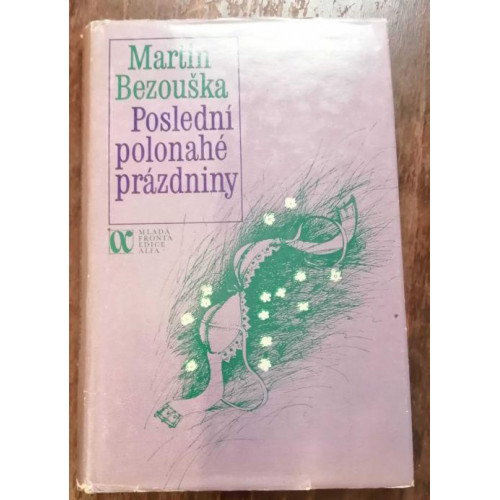 Martin
Bezouška
Poslední
polonahé
prázdniny
α
MLADÁ
FRONTA
EDICE
ALFA